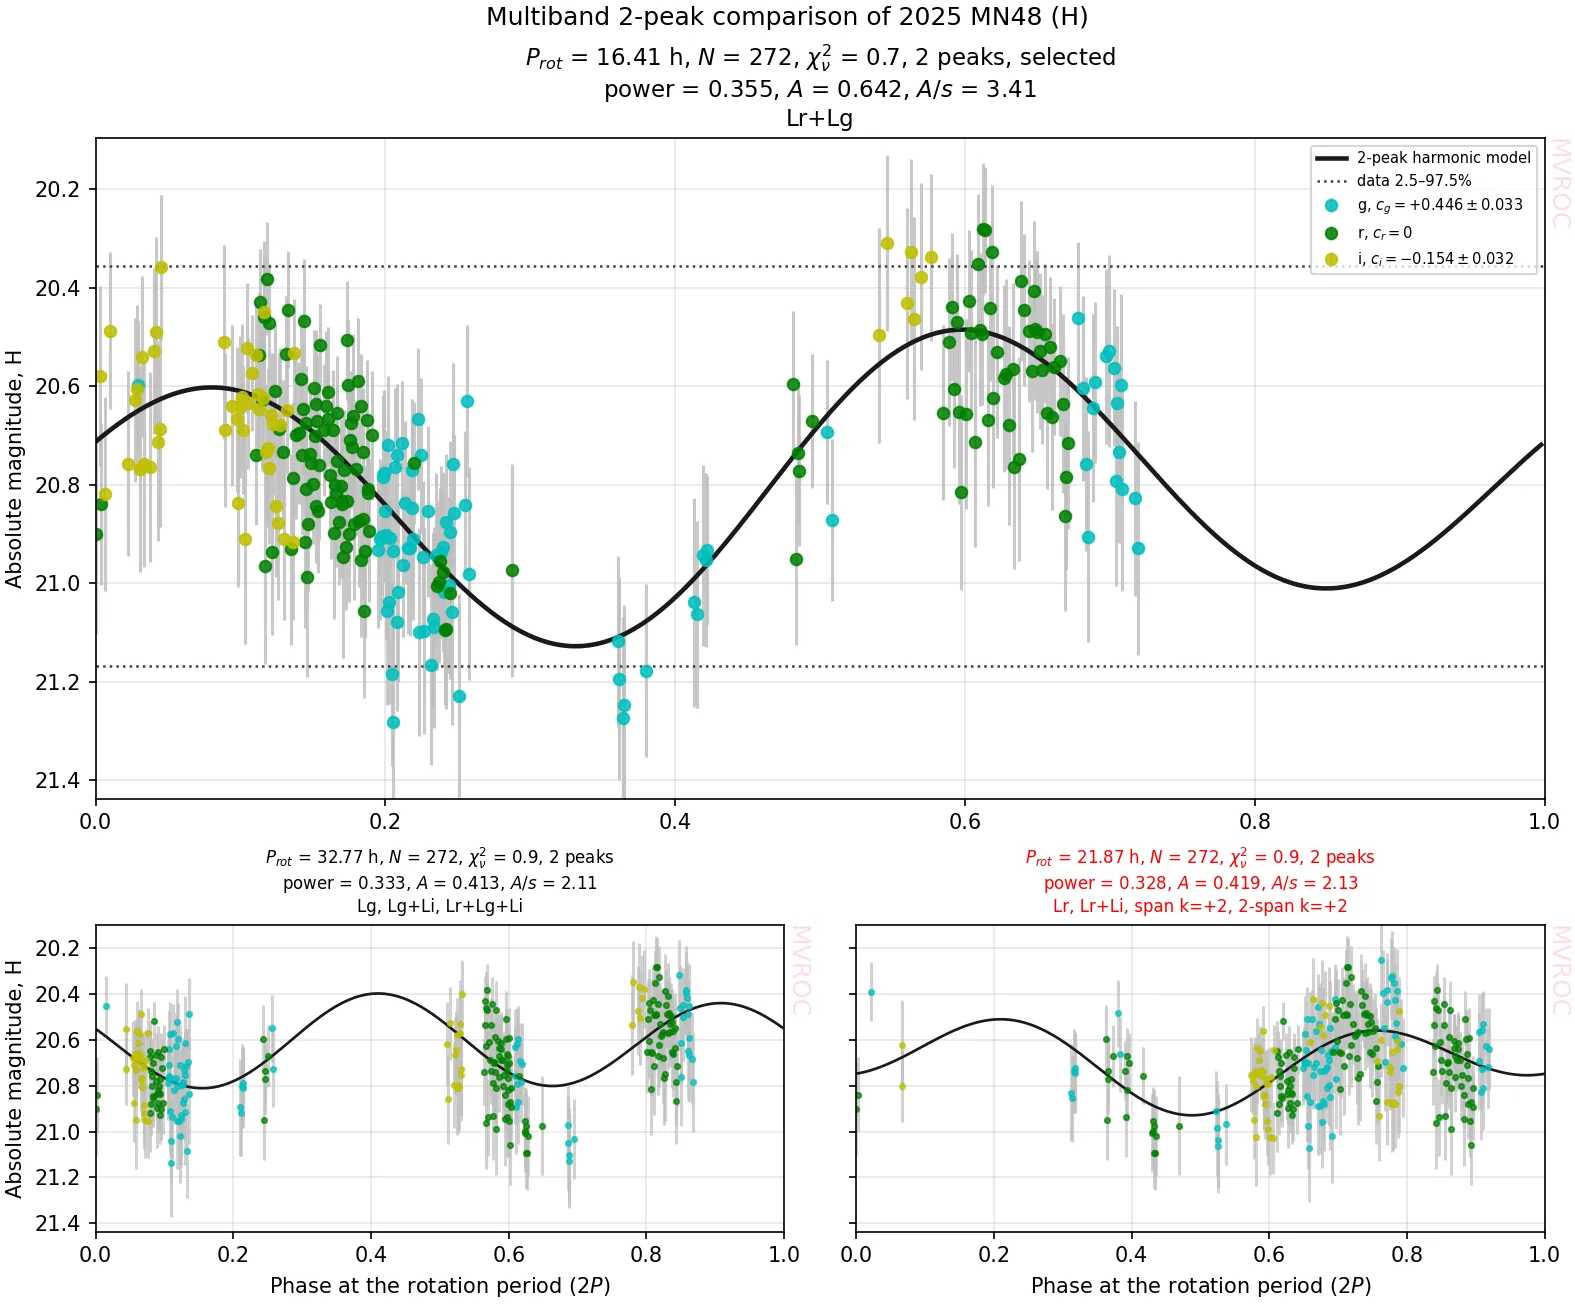 Multiband 2-peak comparison of 2025 MN48 (H)
P_rot = 16.41 h, N = 272, χ²_ν = 0.7, 2 peaks, selected
power = 0.355, A = 0.642, A/s = 3.41
Lr+Lg
2-peak harmonic model
data 2.5–97.5%
g, c_g = +0.446 ± 0.033
r, c_r = 0
i, c_i = −0.154 ± 0.032
MVROC
Absolute magnitude, H
20.2
20.4
20.6
20.8
21.0
21.2
21.4
0.0 0.2 0.4 0.6 0.8 1.0
P_rot = 32.77 h, N = 272, χ²_ν = 0.9, 2 peaks
power = 0.333, A = 0.413, A/s = 2.11
Lg, Lg+Li, Lr+Lg+Li
MVROC
Absolute magnitude, H
20.2
20.4
20.6
20.8
21.0
21.2
21.4
0.0 0.2 0.4 0.6 0.8 1.0
Phase at the rotation period (2P)
P_rot = 21.87 h, N = 272, χ²_ν = 0.9, 2 peaks
power = 0.328, A = 0.419, A/s = 2.13
Lr, Lr+Li, span k=+2, 2-span k=+2
MVROC
0.0 0.2 0.4 0.6 0.8 1.0
Phase at the rotation period (2P)